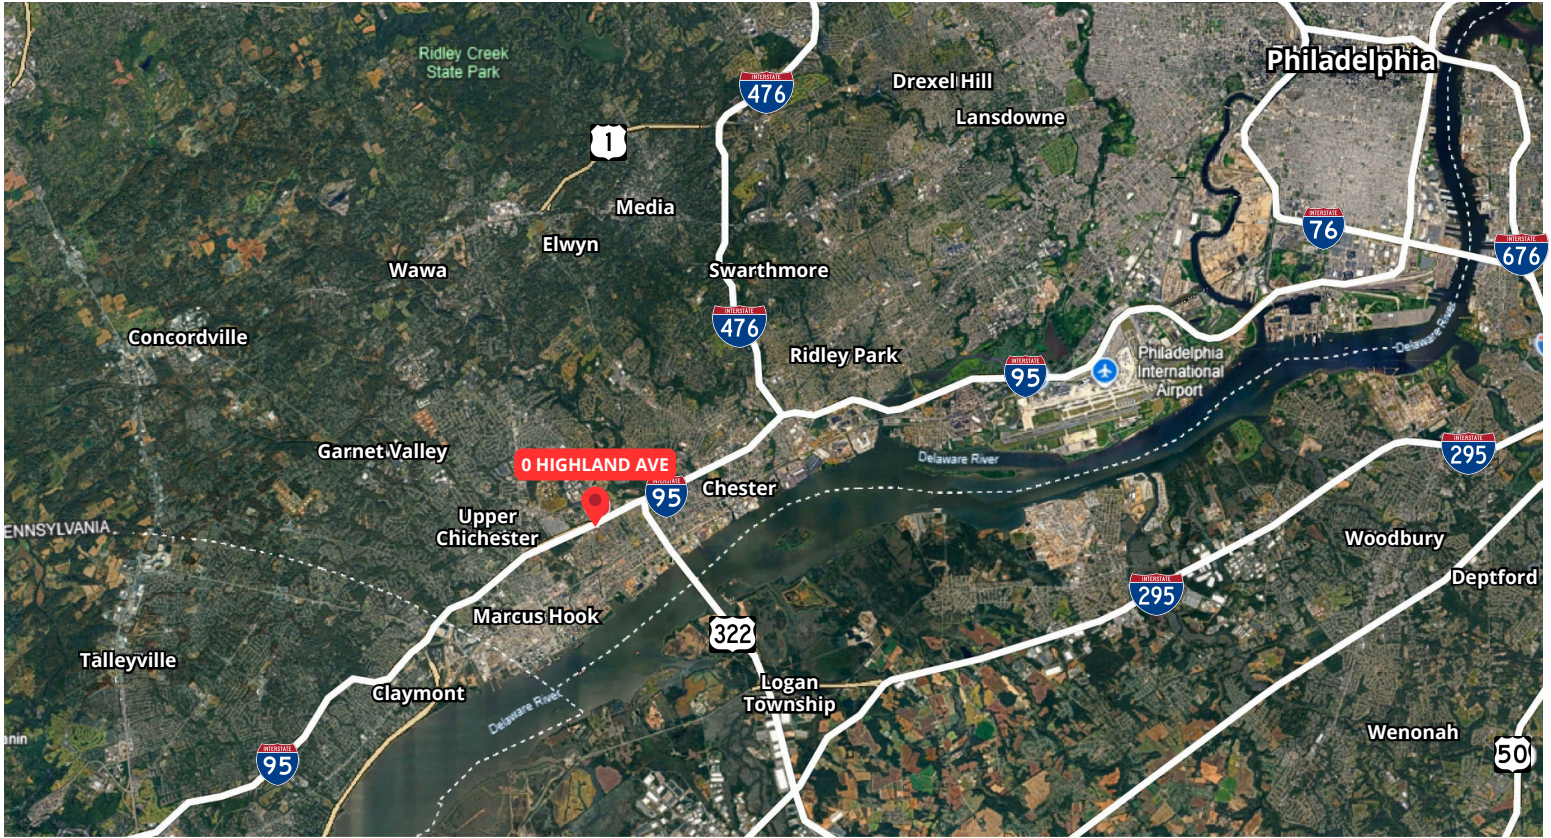 Ridley Creek
State Park
INTERSTATE
476
Drexel Hill
Philadelphia
Lansdowne
1
Media
Elwyn
Wawa
Swarthmore
INTERSTATE
76
INTERSTATE
676
INTERSTATE
476
Concordville
Ridley Park
Delaware River
Philadelphia
International
Airport
INTERSTATE
95
Garnet Valley
0 HIGHLAND AVE
INTERSTATE
95
Chester
Delaware River
INTERSTATE
295
Upper
Chichester
ENNSYLVANIA
Woodbury
Deptford
INTERSTATE
295
Marcus Hook
322
Talleyville
Claymont
Logan
Township
Delaware River
Wenonah
anin
INTERSTATE
95
50